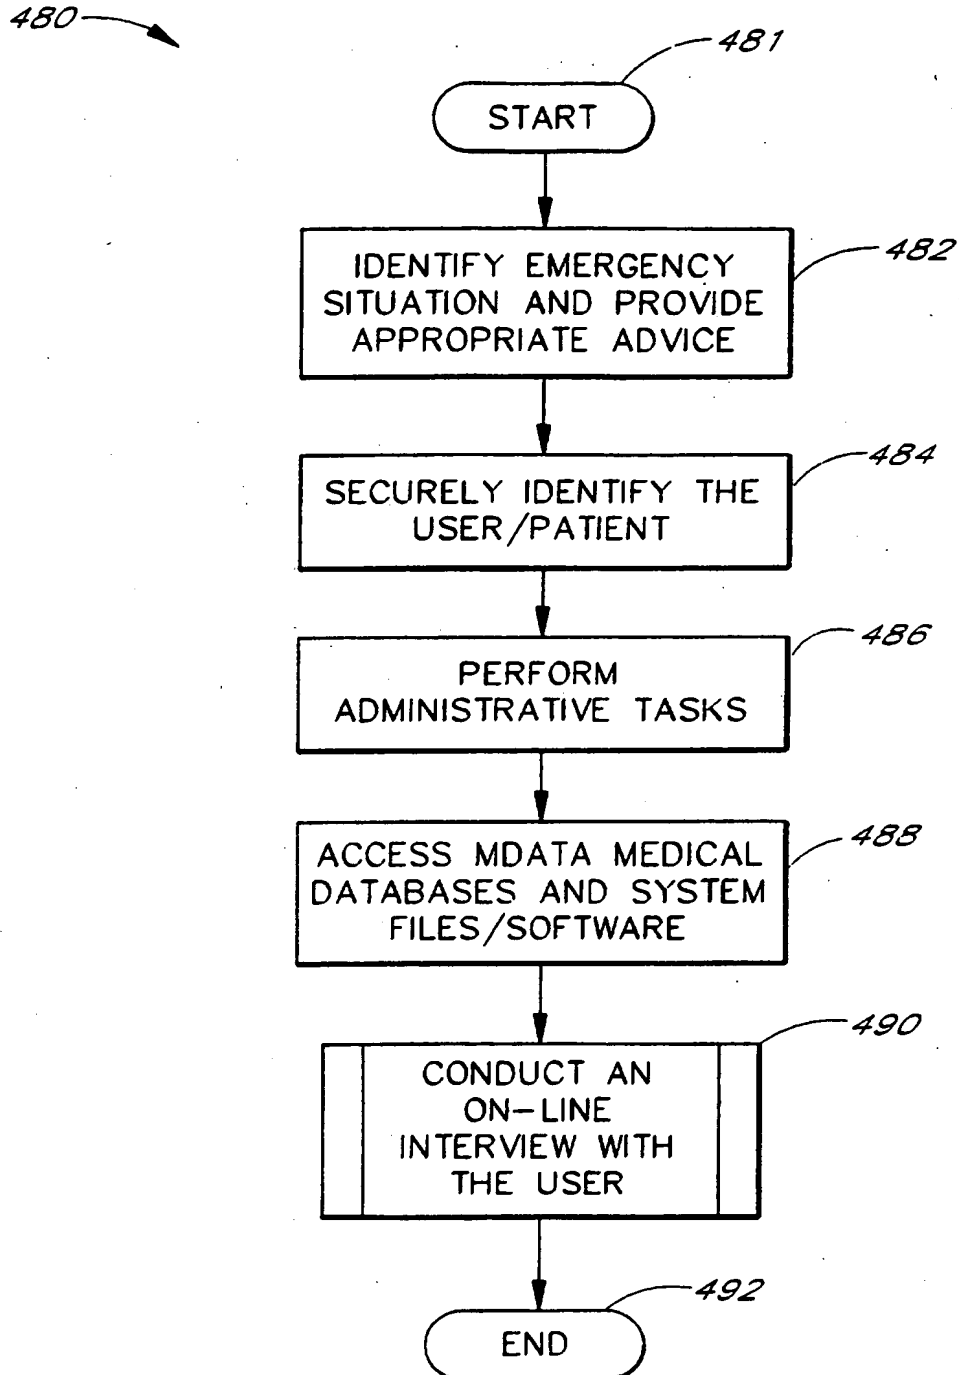 480
481
START
482
IDENTIFY EMERGENCY
SITUATION AND PROVIDE
APPROPRIATE ADVICE
484
SECURELY IDENTIFY THE
USER/PATIENT
486
PERFORM
ADMINISTRATIVE TASKS
488
ACCESS MDATA MEDICAL
DATABASES AND SYSTEM
FILES/SOFTWARE
490
CONDUCT AN
ON-LINE
INTERVIEW WITH
THE USER
492
END